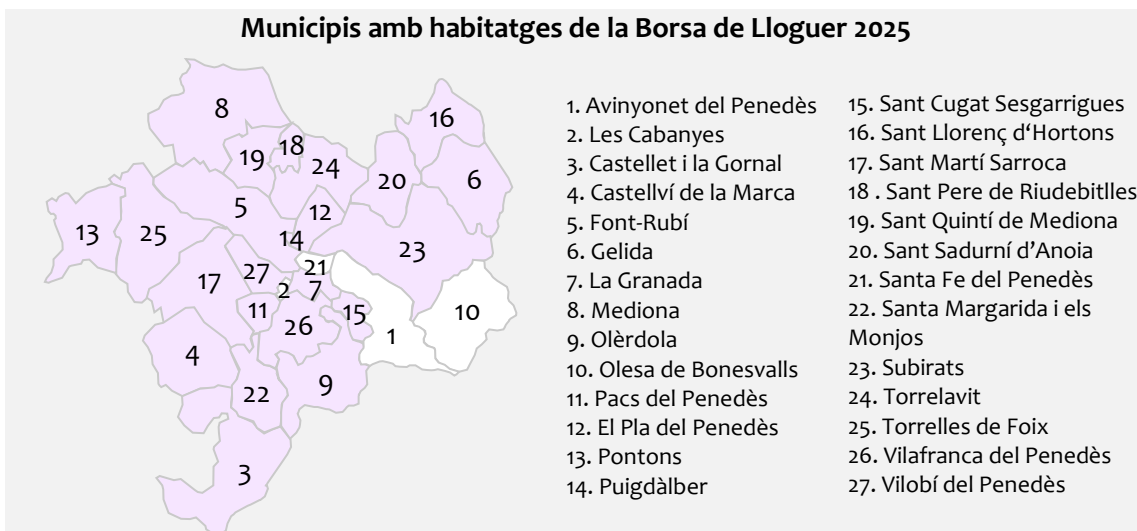 Municipis amb habitatges de la Borsa de Lloguer 2025
8
16
18
19
24
20
6
5
12
13
25
14
23
21
27
17
2
7
10
11
15
26
1
4
9
22
3
1. Avinyonet del Penedès
2. Les Cabanyes
3. Castellet i la Gornal
4. Castellví de la Marca
5. Font-Rubí
6. Gelida
7. La Granada
8. Mediona
9. Olèrdola
10. Olesa de Bonesvalls
11. Pacs del Penedès
12. El Pla del Penedès
13. Pontons
14. Puigdàlber
15. Sant Cugat Sesgarrigues
16. Sant Llorenç d‘Hortons
17. Sant Martí Sarroca
18 . Sant Pere de Riudebitlles
19. Sant Quintí de Mediona
20. Sant Sadurní d’Anoia
21. Santa Fe del Penedès
22. Santa Margarida i els
Monjos
23. Subirats
24. Torrelavit
25. Torrelles de Foix
26. Vilafranca del Penedès
27. Vilobí del Penedès